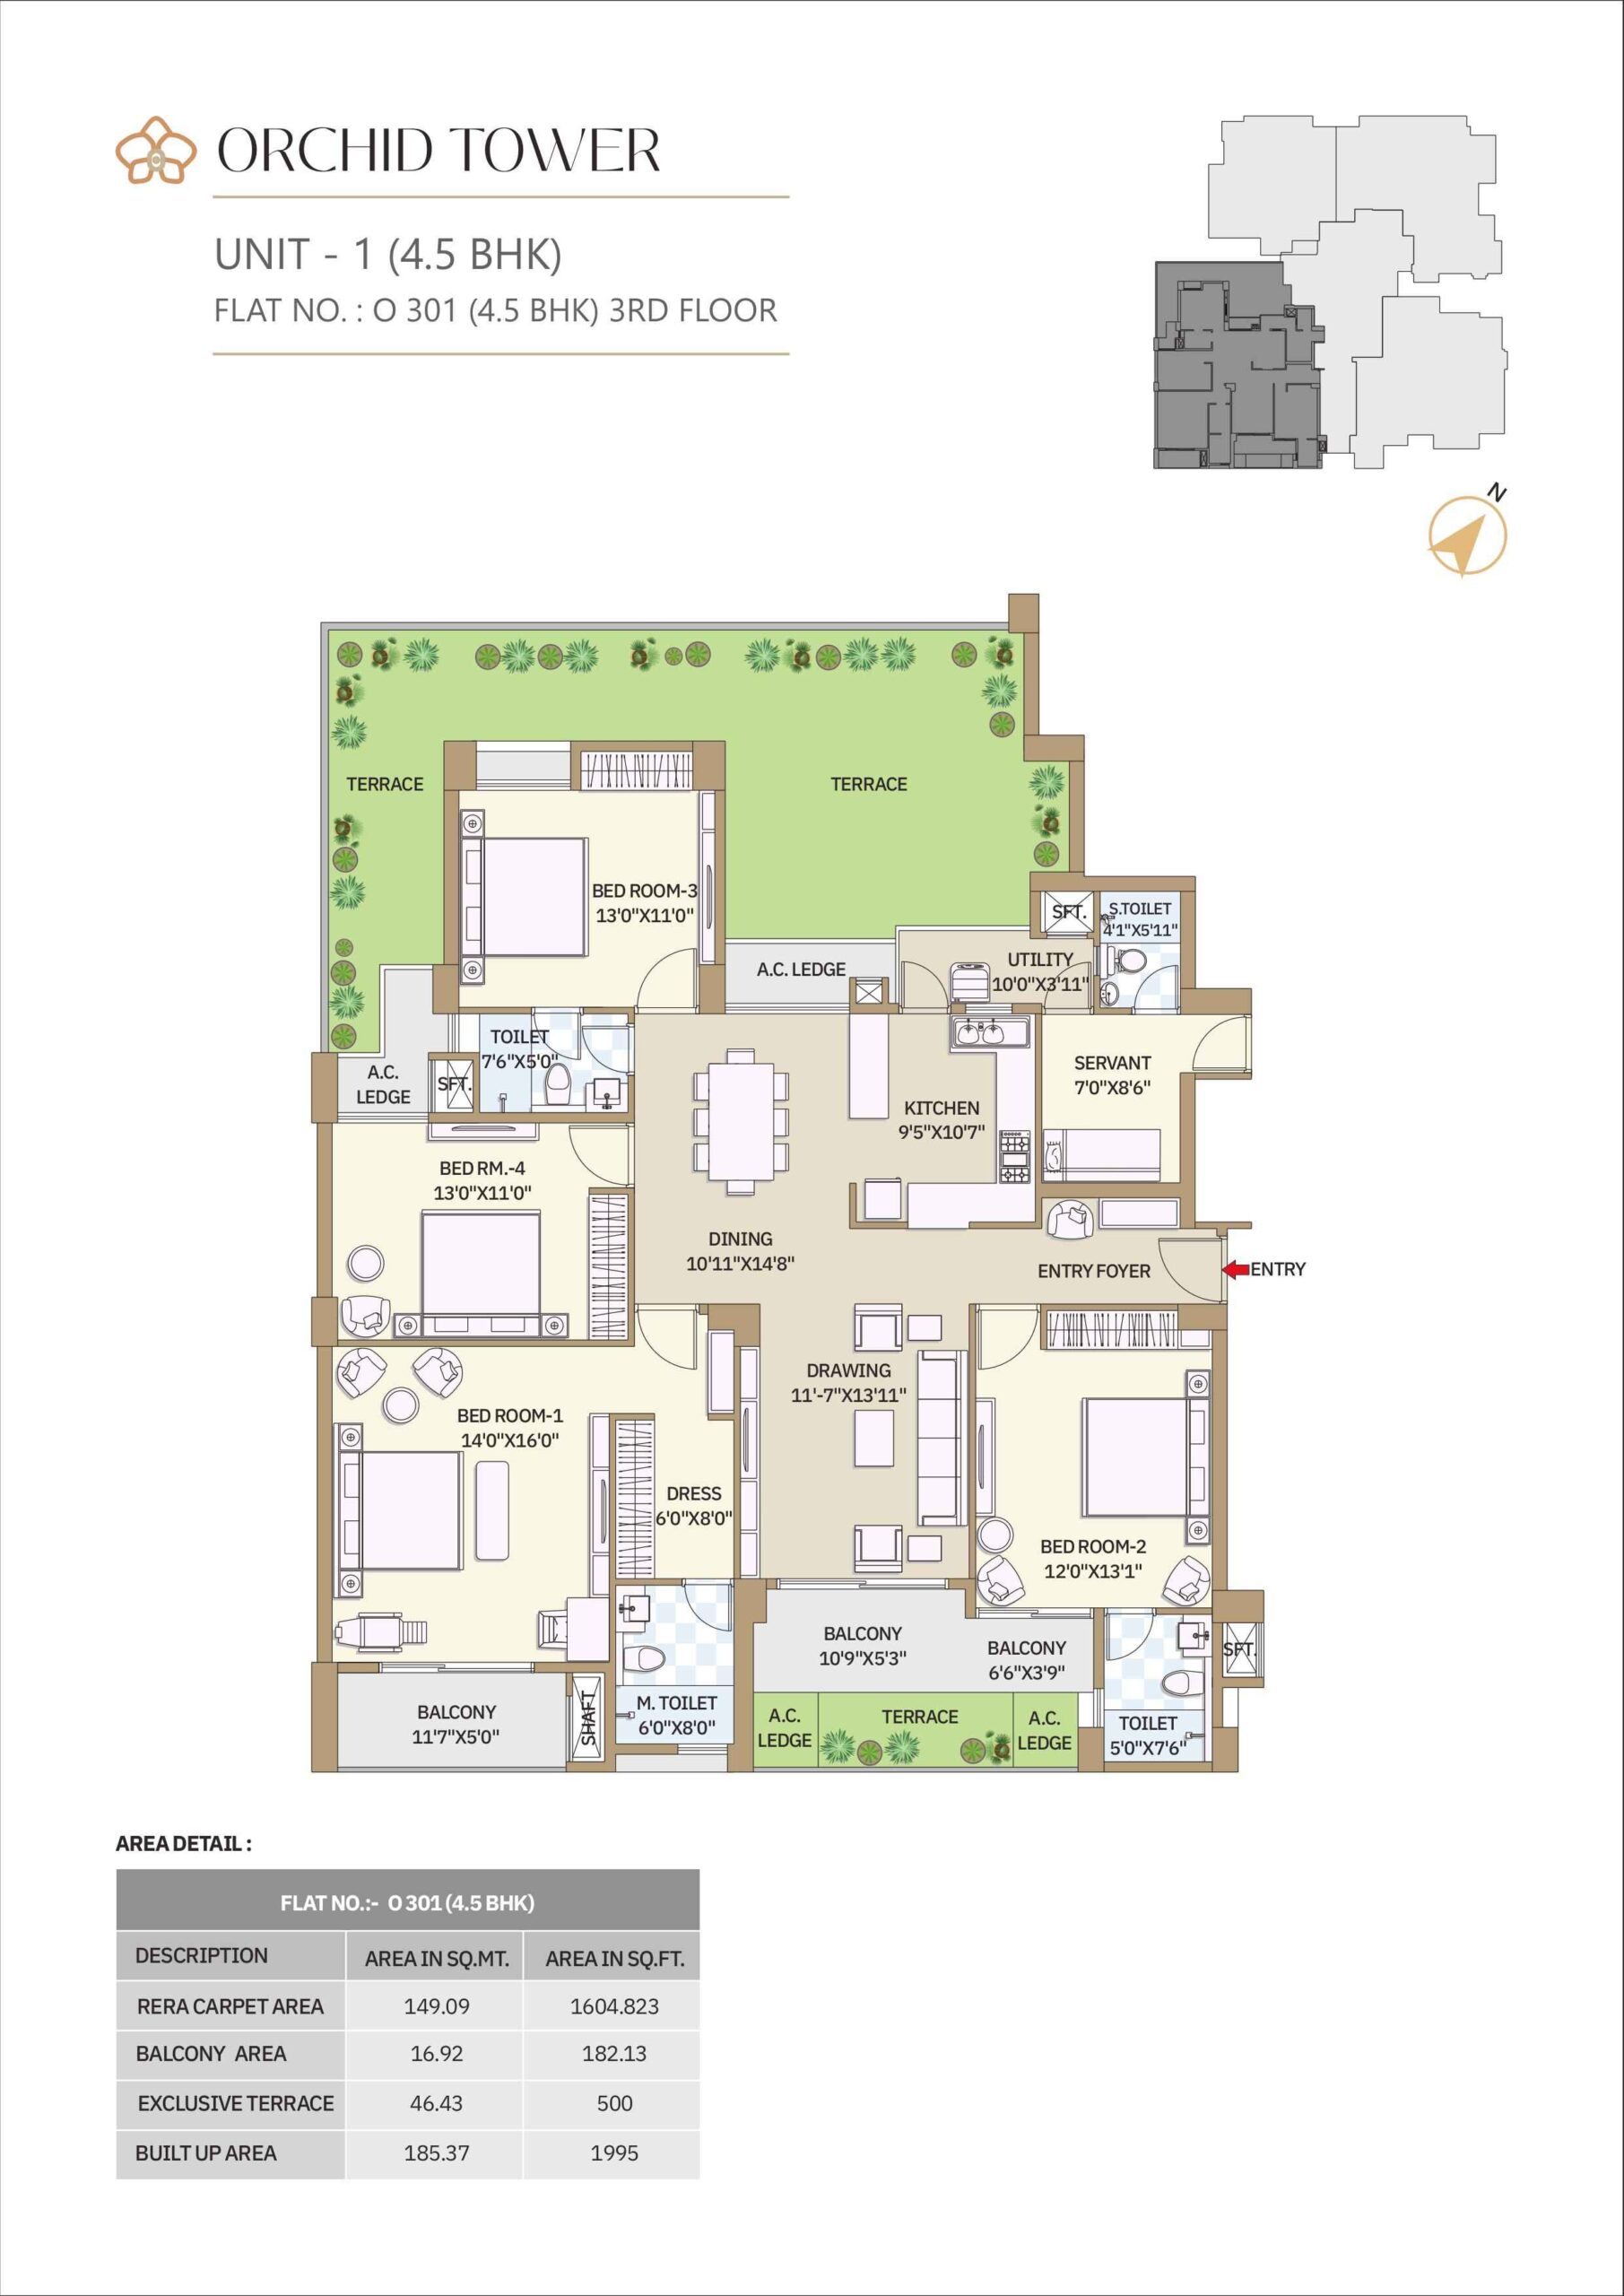 ORCHID TOWER
UNIT - 1 (4.5 BHK)
FLAT NO. : O 301 (4.5 BHK) 3RD FLOOR
N
TERRACE
TERRACE
BED ROOM-3
13'0"X11'0"
SFT.
S.TOILET
4'1"X5'11"
A.C. LEDGE
UTILITY
10'0"X3'11"
TOILET
7'6"X5'0"
A.C.
LEDGE
SFT.
SERVANT
7'0"X8'6"
KITCHEN
9'5"X10'7"
BED RM.-4
13'0"X11'0"
DINING
10'11"X14'8"
ENTRY FOYER
ENTRY
DRAWING
11'-7"X13'11"
BED ROOM-1
14'0"X16'0"
DRESS
6'0"X8'0"
BED ROOM-2
12'0"X13'1"
BALCONY
10'9"X5'3"
BALCONY
6'6"X3'9"
SFT.
BALCONY
11'7"X5'0"
SHAFT
M. TOILET
6'0"X8'0"
A.C.
LEDGE
TERRACE
A.C.
LEDGE
TOILET
5'0"X7'6"
AREA DETAIL :
FLAT NO.:- O 301 (4.5 BHK)
DESCRIPTION AREA IN SQ.MT. AREA IN SQ.FT.
RERA CARPET AREA 149.09 1604.823
BALCONY AREA 16.92 182.13
EXCLUSIVE TERRACE 46.43 500
BUILT UP AREA 185.37 1995